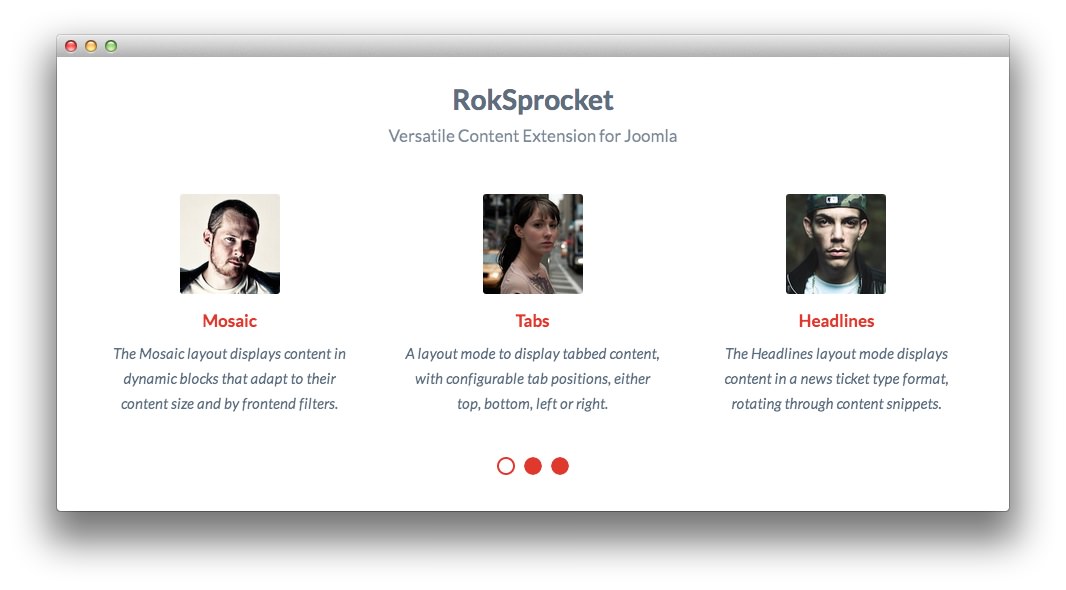 RokSprocket
Versatile Content Extension for Joomla
Mosaic
The Mosaic layout displays content in
dynamic blocks that adapt to their
content size and by frontend filters.
Tabs
A layout mode to display tabbed content,
with configurable tab positions, either
top, bottom, left or right.
Headlines
The Headlines layout mode displays
content in a news ticket type format,
rotating through content snippets.